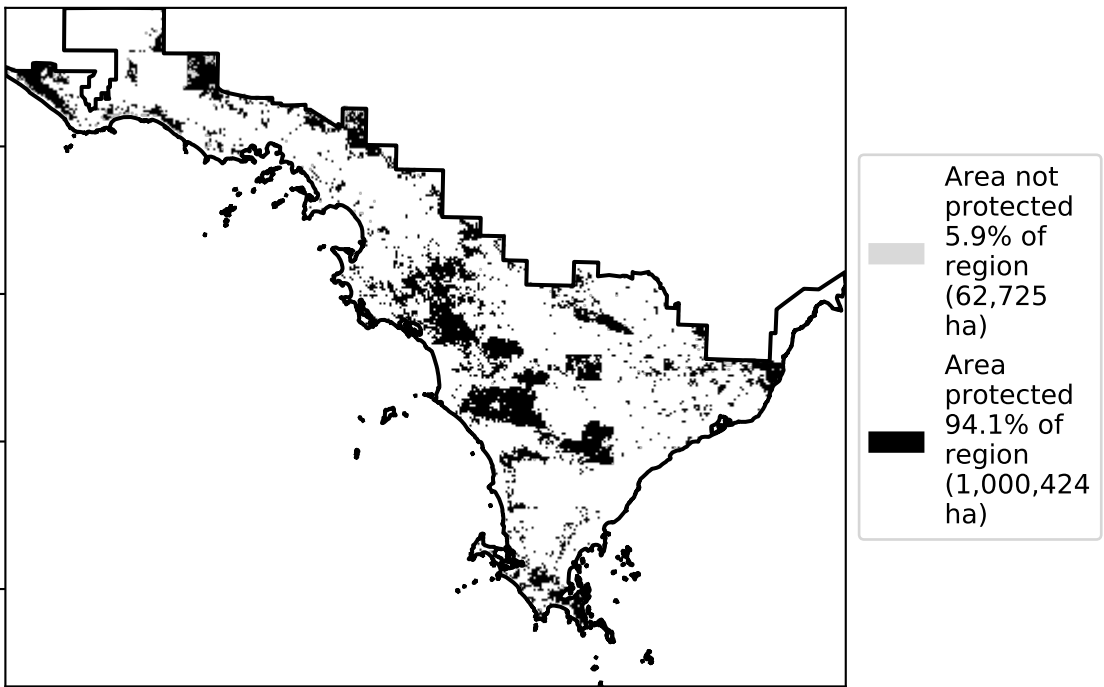 Area not
protected
5.9% of
region
(62,725
ha)
Area
protected
94.1% of
region
(1,000,424
ha)